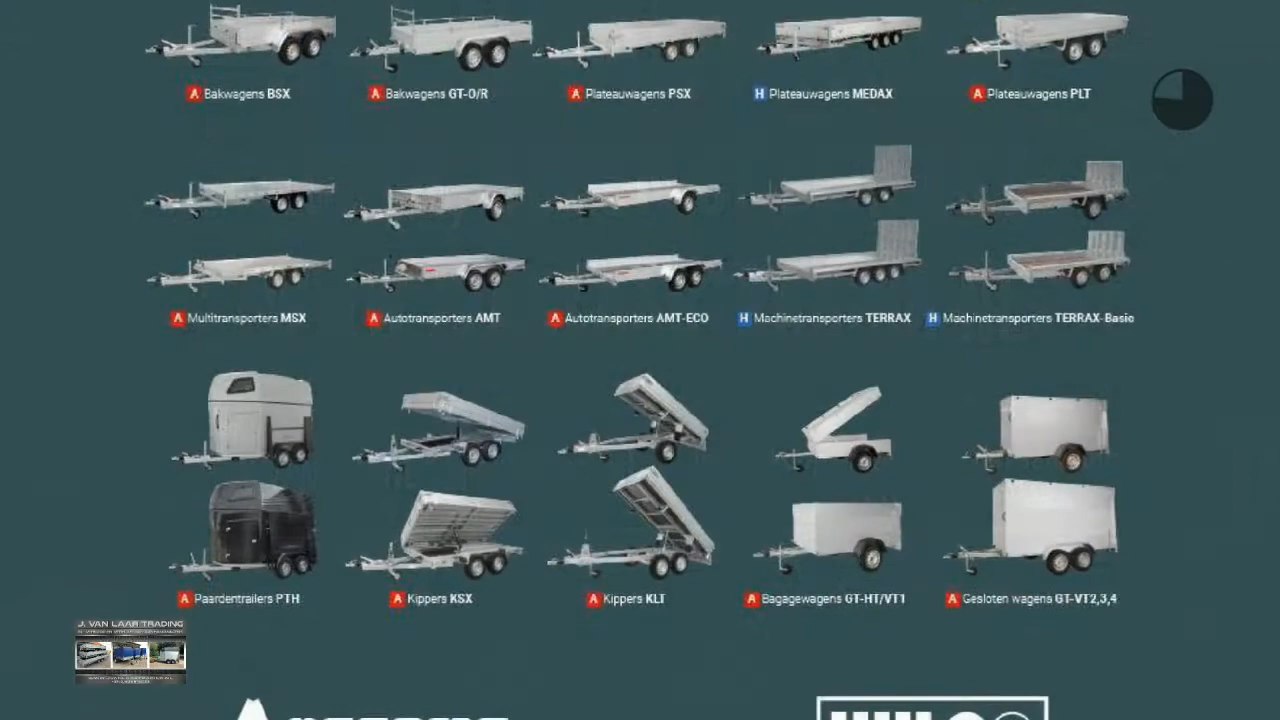 A Bakwagens BSX
A Bakwagens GT-O/R
A Plateauwagens PSX
H Plateauwagens MEDAX
A Plateauwagens PLT
A Multitransporters MSX
A Autotransporters AMT
A Autotransporters AMT-ECO
H Machinetransporters TERRAX
H Machinetransporters TERRAX-Basic
A Paardentrailers PTH
A Kippers KSX
A Kippers KLT
A Bagagewagens GT-HT/VT1
A Gesloten wagens GT-VT2,3,4
J. VAN LAAR TRADING